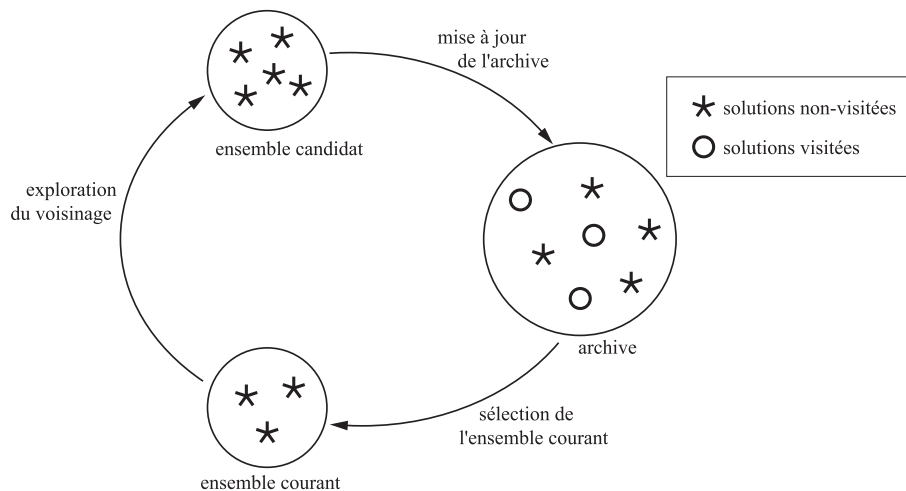 mise à jour
de l'archive
solutions non-visitées
solutions visitées
ensemble candidat
exploration
du voisinage
archive
sélection de
l'ensemble courant
ensemble courant